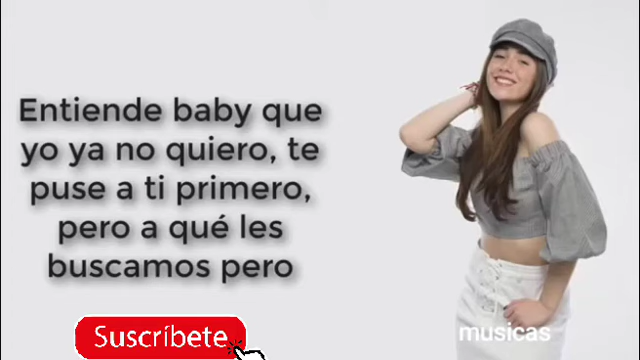 Entiende baby que
yo ya no quiero, te
puse a ti primero,
pero a qué les
buscamos pero
Suscríbete
musicas